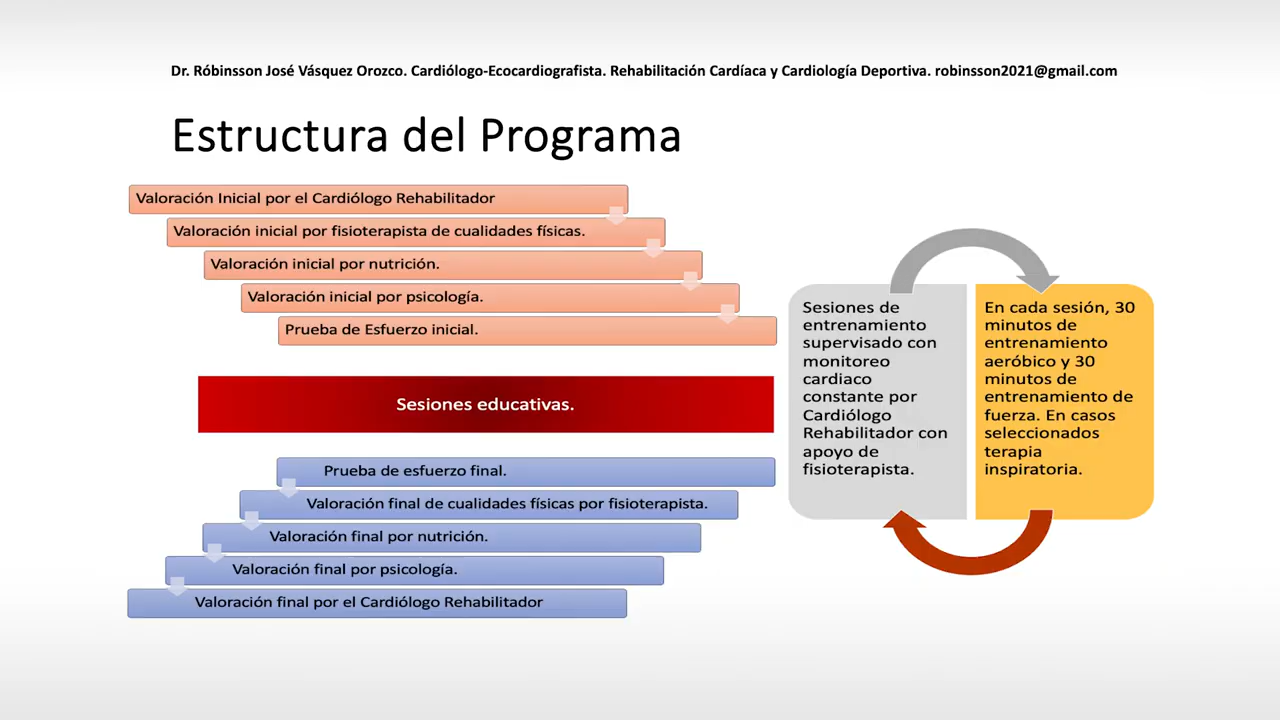 Dr. Róbinsson José Vásquez Orozco. Cardiólogo-Ecocardiografista. Rehabilitación Cardíaca y Cardiología Deportiva. robinsson2021@gmail.com
Estructura del Programa
Valoración Inicial por el Cardiólogo Rehabilitador
Valoración inicial por fisioterapista de cualidades físicas.
Valoración inicial por nutrición.
Valoración inicial por psicología.
Prueba de Esfuerzo inicial.
Sesiones educativas.
Prueba de esfuerzo final.
Valoración final de cualidades físicas por fisioterapista.
Valoración final por nutrición.
Valoración final por psicología.
Valoración final por el Cardiólogo Rehabilitador
Sesiones de
entrenamiento
supervisado con
monitoreo
cardiaco
constante por
Cardiólogo
Rehabilitador con
apoyo de
fisioterapista.
En cada sesión, 30
minutos de
entrenamiento
aeróbico y 30
minutos de
entrenamiento de
fuerza. En casos
seleccionados
terapia
inspiratoria.